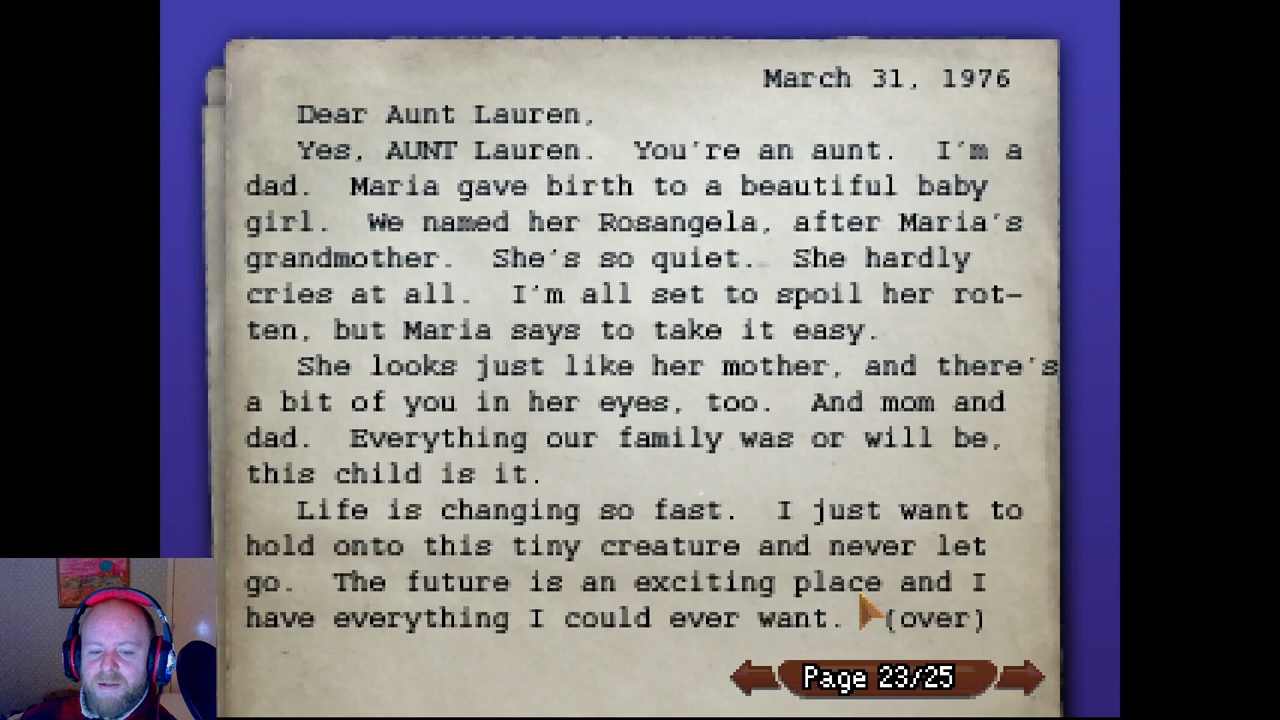 March 31, 1976
Dear Aunt Lauren,
Yes, AUNT Lauren. You're an aunt. I'm a
dad. Maria gave birth to a beautiful baby
girl. We named her Rosangela, after Maria's
grandmother. She's so quiet. She hardly
cries at all. I'm all set to spoil her rot-
ten, but Maria says to take it easy.
She looks just like her mother, and there's
a bit of you in her eyes, too. And mom and
dad. Everything our family was or will be,
this child is it.
Life is changing so fast. I just want to
hold onto this tiny creature and never let
go. The future is an exciting place and I
have everything I could ever want. (over)
Page 23/25